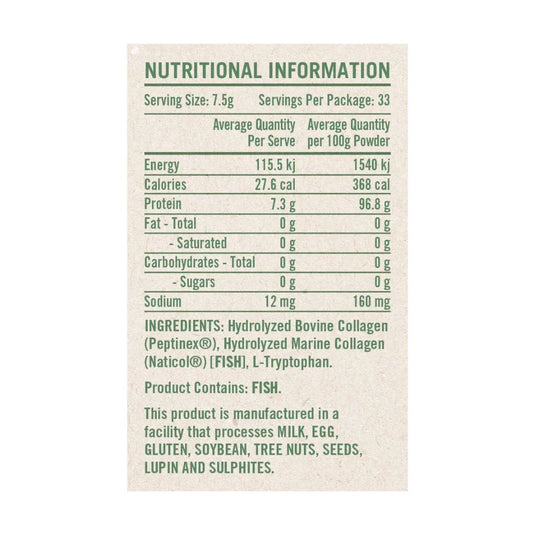 NUTRITIONAL INFORMATION
Serving Size: 7.5g Servings Per Package: 33
Average Quantity Per Serve Average Quantity per 100g Powder
Energy 115.5 kj 1540 kj
Calories 27.6 cal 368 cal
Protein 7.3 g 96.8 g
Fat - Total 0 g 0 g
- Saturated 0 g 0 g
Carbohydrates - Total 0 g 0 g
- Sugars 0 g 0 g
Sodium 12 mg 160 mg
INGREDIENTS: Hydrolyzed Bovine Collagen
(Peptinex®), Hydrolyzed Marine Collagen
(Naticol®) [FISH], L-Tryptophan.
Product Contains: FISH.
This product is manufactured in a
facility that processes MILK, EGG,
GLUTEN, SOYBEAN, TREE NUTS, SEEDS,
LUPIN AND SULPHITES.